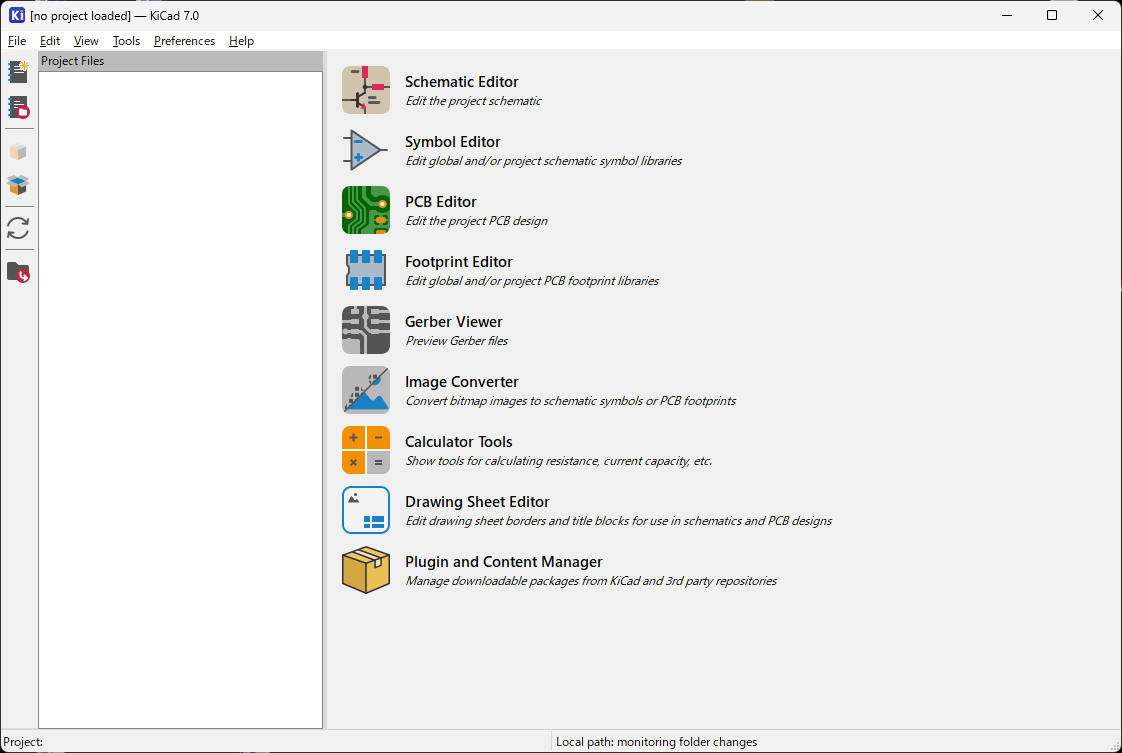 Ki [no project loaded] — KiCad 7.0
File Edit View Tools Preferences Help
Project Files
Schematic Editor
Edit the project schematic
Symbol Editor
Edit global and/or project schematic symbol libraries
PCB Editor
Edit the project PCB design
Footprint Editor
Edit global and/or project PCB footprint libraries
Gerber Viewer
Preview Gerber files
Image Converter
Convert bitmap images to schematic symbols or PCB footprints
Calculator Tools
Show tools for calculating resistance, current capacity, etc.
Drawing Sheet Editor
Edit drawing sheet borders and title blocks for use in schematics and PCB designs
Plugin and Content Manager
Manage downloadable packages from KiCad and 3rd party repositories
Project:
Local path: monitoring folder changes